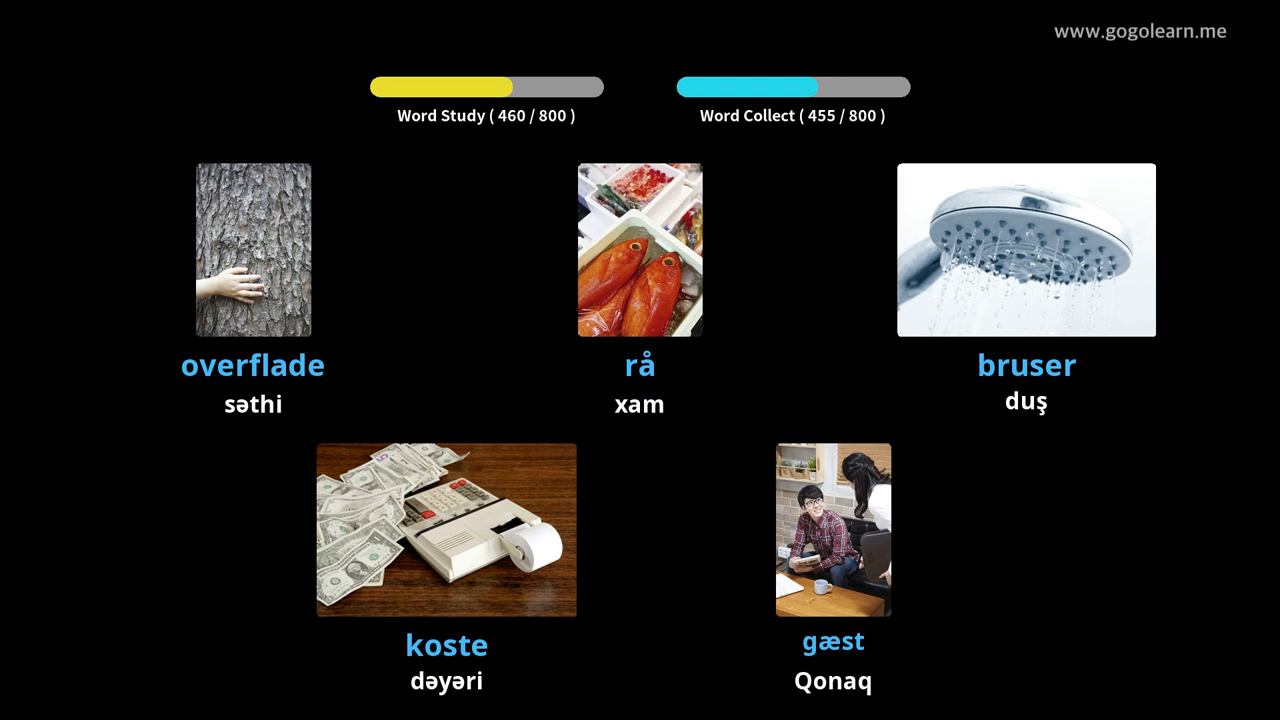 www.gogolearn.me
Word Study ( 460 / 800 )
Word Collect ( 455 / 800 )
overflade
səthi
rå
xam
bruser
duş
koste
dəyəri
gæst
Qonaq